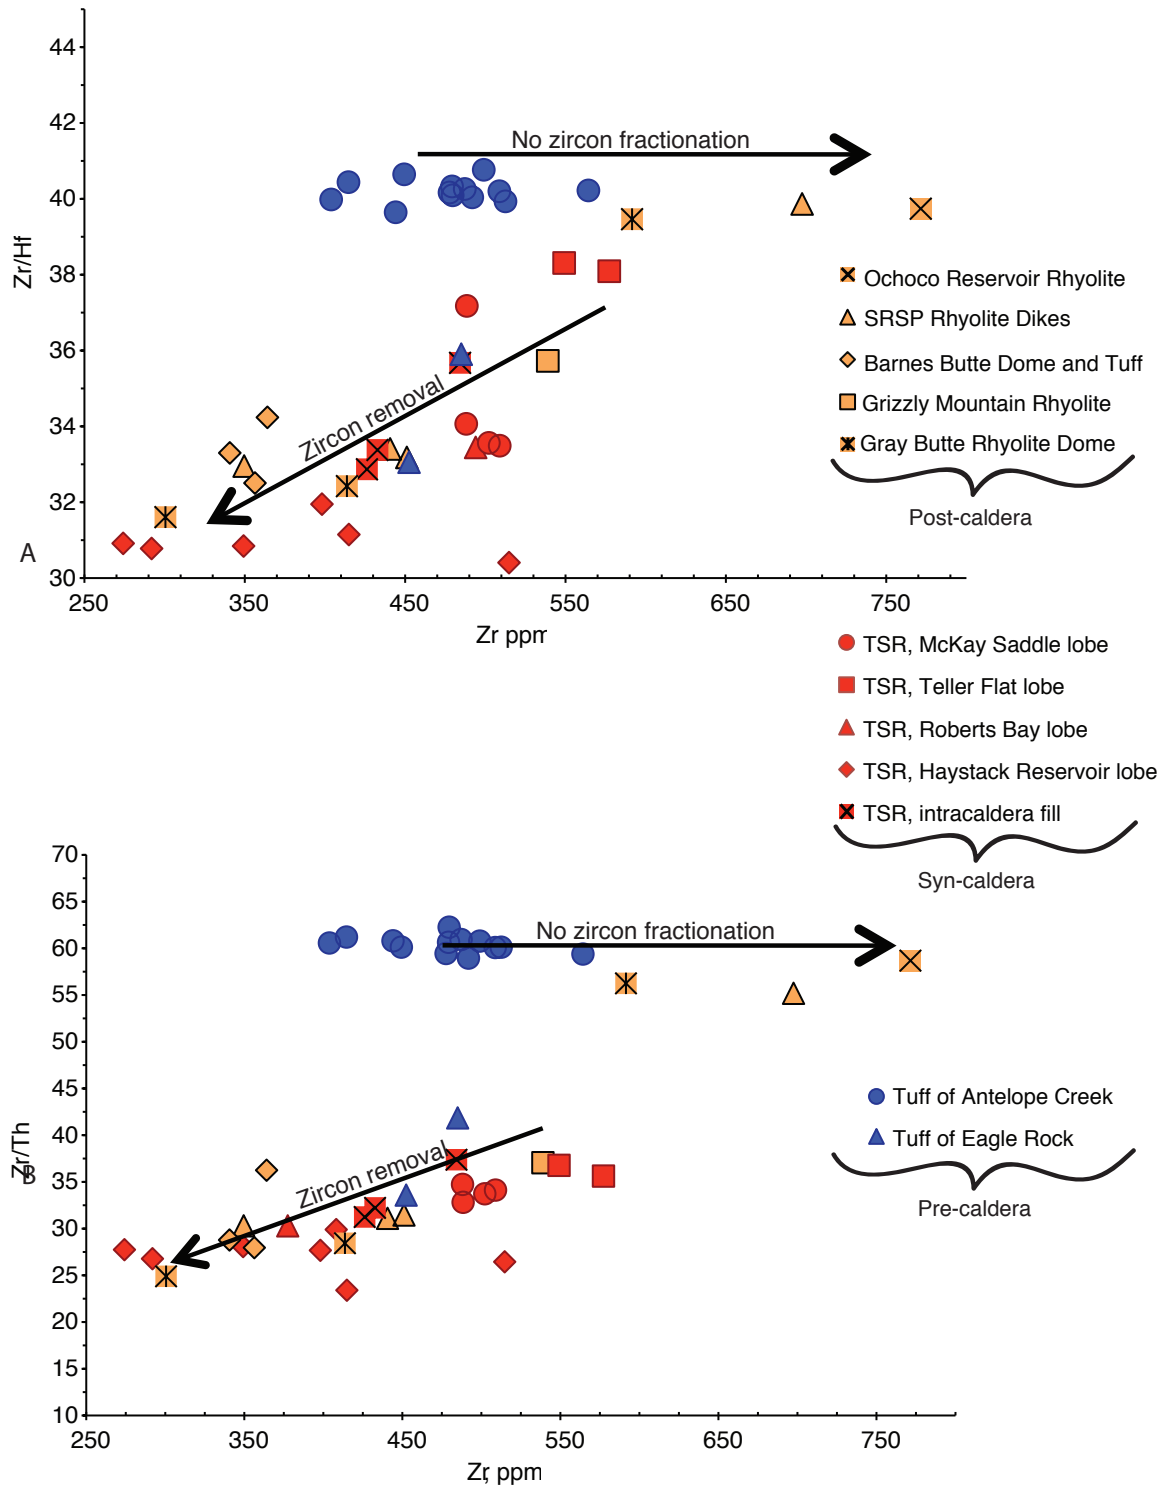 44
42
40
38
36
34
32
30
Zr/Hf
No zircon fractionation
Zircon removal
A
250
350
450
550
650
750
Zr ppm
Ochoco Reservoir Rhyolite
SRSP Rhyolite Dikes
Barnes Butte Dome and Tuff
Grizzly Mountain Rhyolite
Gray Butte Rhyolite Dome
Post-caldera
TSR, McKay Saddle lobe
TSR, Teller Flat lobe
TSR, Roberts Bay lobe
TSR, Haystack Reservoir lobe
TSR, intracaldera fill
Syn-caldera
70
65
60
55
50
45
40
35
30
25
20
15
10
Zr/Th
B
No zircon fractionation
Zircon removal
Tuff of Antelope Creek
Tuff of Eagle Rock
Pre-caldera
250
350
450
550
650
750
Zr, ppm